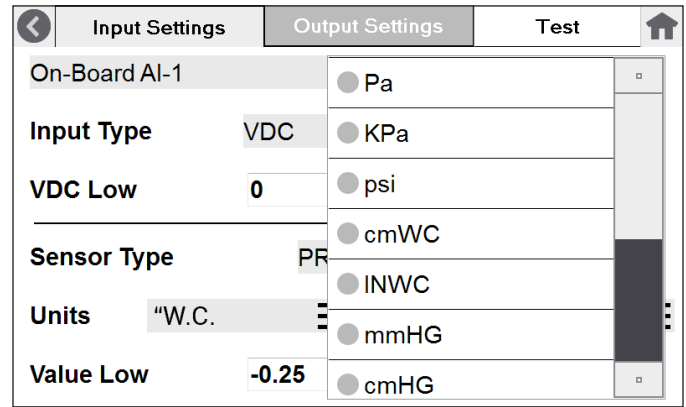 Input Settings Output Settings Test
On-Board AI-1
Pa
KPa
Input Type VDC
psi
VDC Low 0
cmWC
Sensor Type PR
INWC
Units “W.C.
mmHG
Value Low -0.25
cmHG